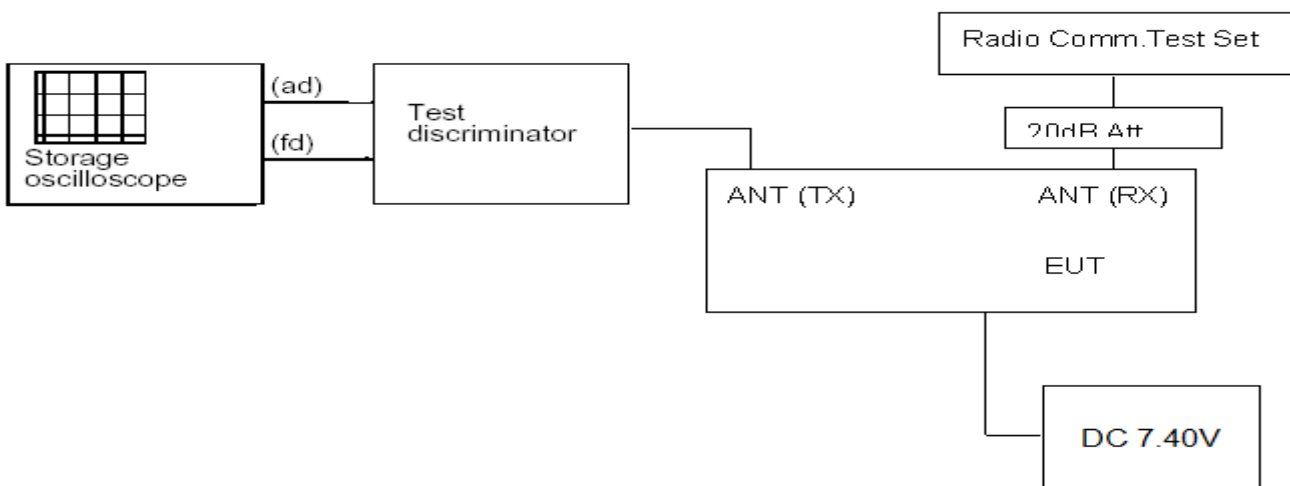 Radio Comm.Test Set
(ad)
Test
discriminator
(fd)
Storage
oscilloscope
20dB Att
ANT (TX)
ANT (RX)
EUT
DC 7.40V